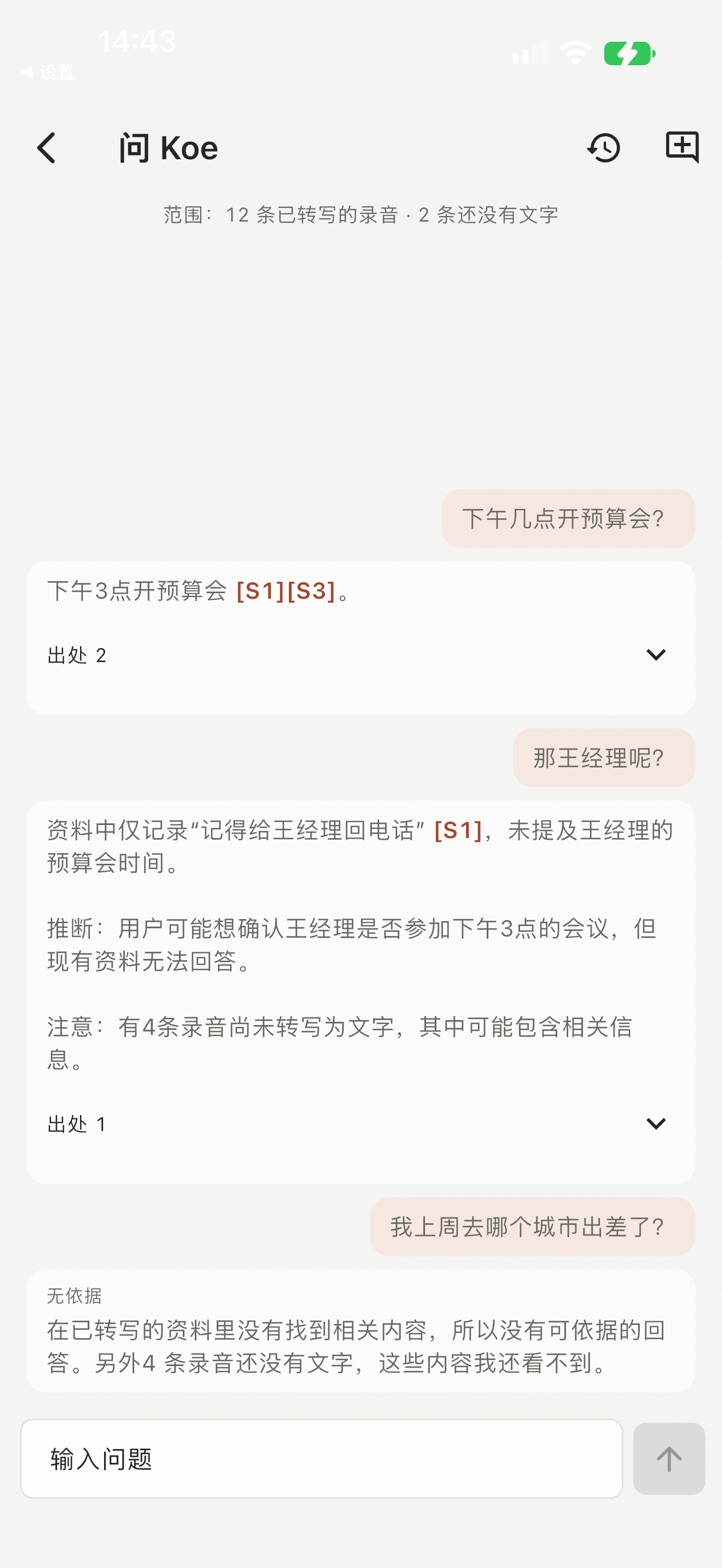 14:43
设置
问 Koe
范围：12 条已转写的录音 · 2 条还没有文字
下午几点开预算会？
下午3点开预算会 [S1][S3]。
出处 2
那王经理呢？
资料中仅记录“记得给王经理回电话” [S1]，未提及王经理的
预算会时间。
推断：用户可能想确认王经理是否参加下午3点的会议，但
现有资料无法回答。
注意：有4条录音尚未转写为文字，其中可能包含相关信
息。
出处 1
我上周去哪个城市出差了？
无依据
在已转写的资料里没有找到相关内容，所以没有可依据的回
答。另外4 条录音还没有文字，这些内容我还看不到。
输入问题